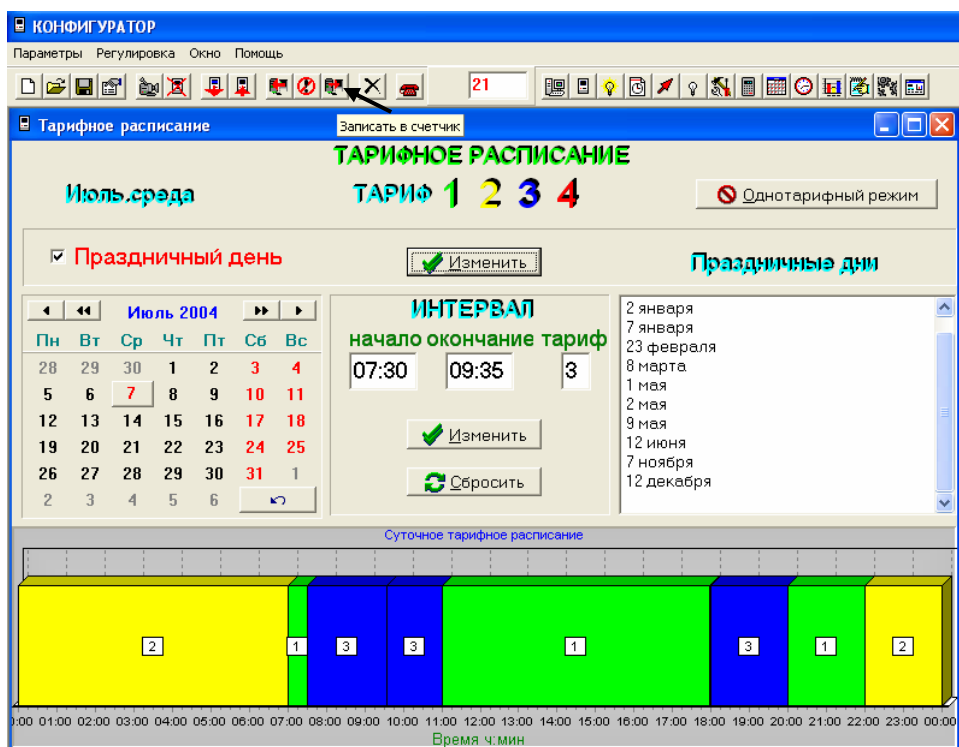 КОНФИГУРАТОР
Параметры Регулировка Окно Помощь
21
Тарифное расписание
Записать в счетчик
ТАРИФНОЕ РАСПИСАНИЕ
Июль.среда
ТАРИФ 1 2 3 4
Однотарифный режим
Праздничный день
Изменить
Праздничные дни
Июль 2004
Пн Вт Ср Чт Пт Сб Вс
28 29 30 1 2 3 4
5 6 7 8 9 10 11
12 13 14 15 16 17 18
19 20 21 22 23 24 25
26 27 28 29 30 31 1
2 3 4 5 6
ИНТЕРВАЛ
начало окончание тариф
07:30 09:35 3
Изменить
Сбросить
2 января
7 января
23 февраля
8 марта
1 мая
2 мая
9 мая
12 июня
7 ноября
12 декабря
Суточное тарифное расписание
2 1 3 3 1 3 1 2
0:00 01:00 02:00 03:00 04:00 05:00 06:00 07:00 08:00 09:00 10:00 11:00 12:00 13:00 14:00 15:00 16:00 17:00 18:00 19:00 20:00 21:00 22:00 23:00 00:00
Время ч:мин